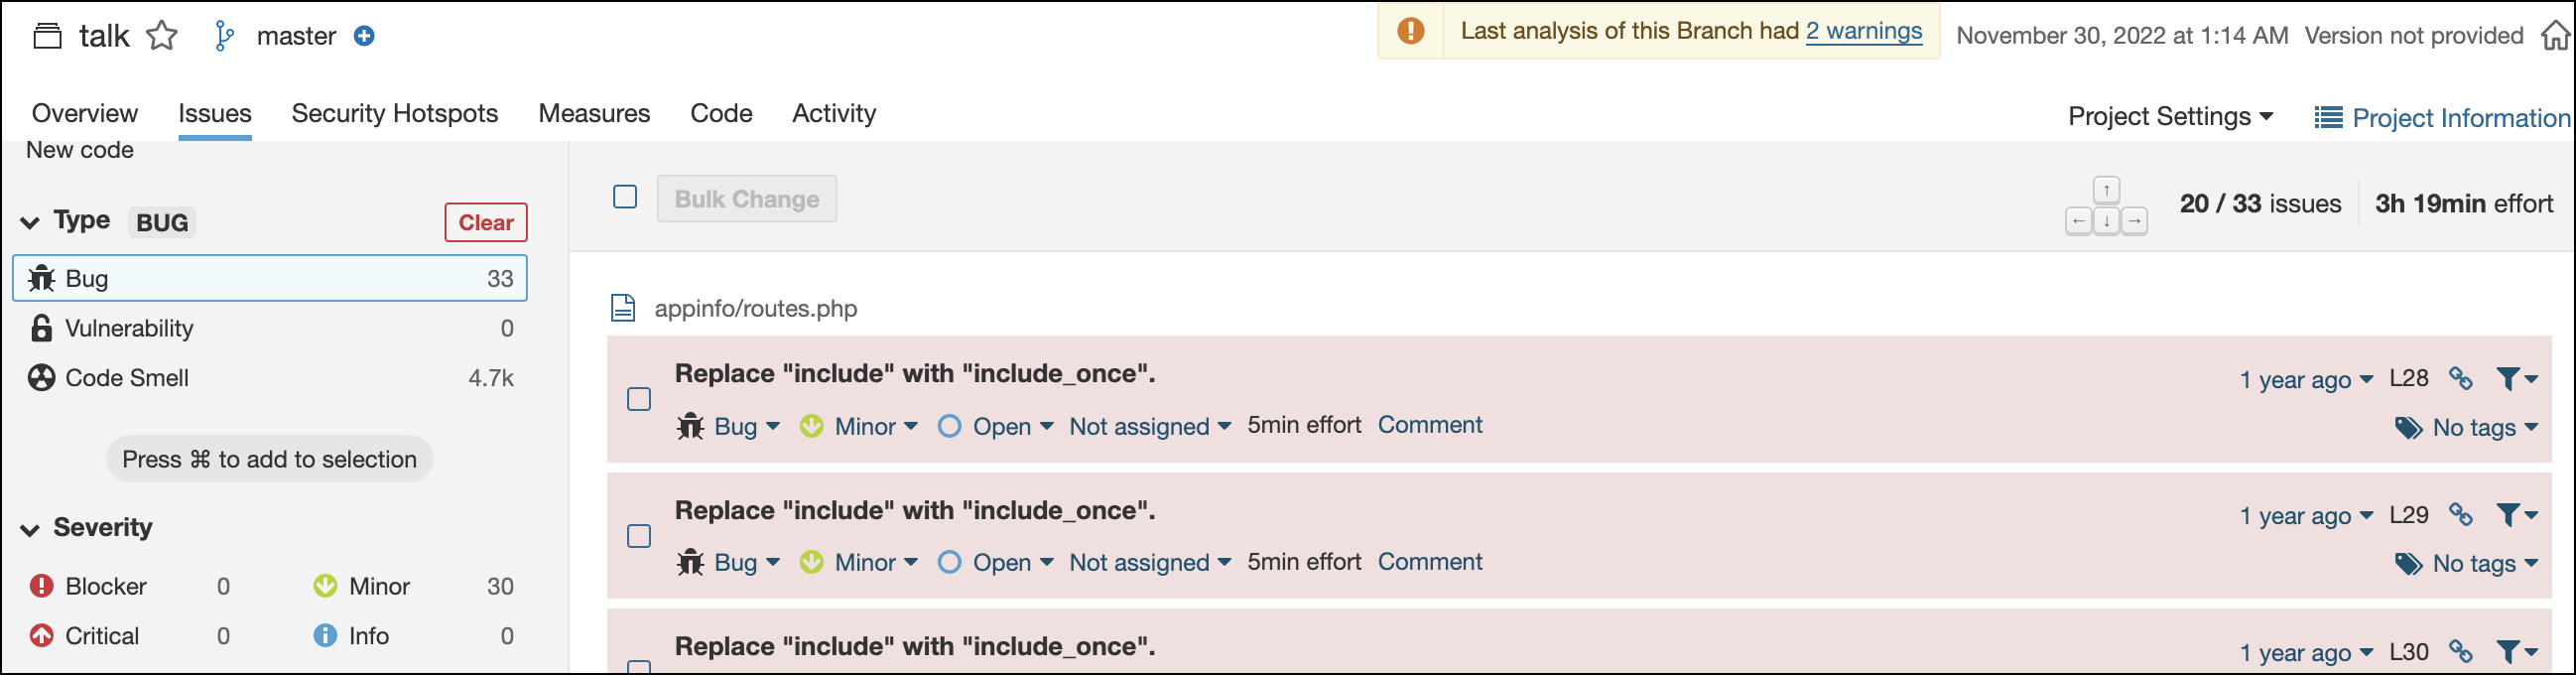 talk master
Last analysis of this Branch had 2 warnings November 30, 2022 at 1:14 AM Version not provided
Overview Issues Security Hotspots Measures Code Activity Project Settings Project Information
New code
Type BUG Clear
Bug 33
Vulnerability 0
Code Smell 4.7k
Press ⌘ to add to selection
Severity
Blocker 0 Minor 30
Critical 0 Info 0
Bulk Change ↑ ← ↓ → 20 / 33 issues 3h 19min effort
appinfo/routes.php
Replace "include" with "include_once". 1 year ago L28
Bug Minor Open Not assigned 5min effort Comment No tags
Replace "include" with "include_once". 1 year ago L29
Bug Minor Open Not assigned 5min effort Comment No tags
Replace "include" with "include_once". 1 year ago L30